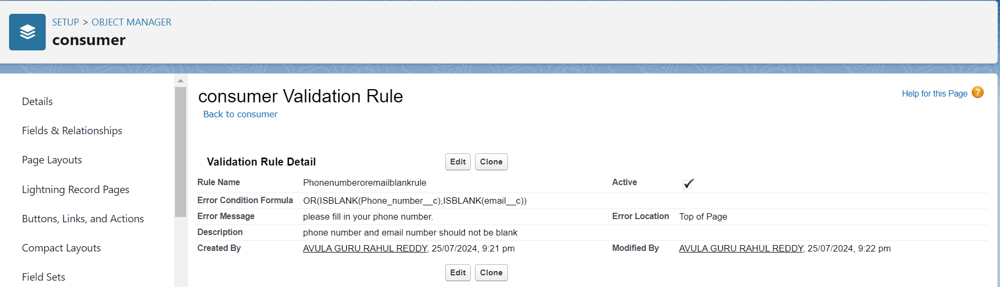 SETUP > OBJECT MANAGER
consumer
Details
Fields & Relationships
Page Layouts
Lightning Record Pages
Buttons, Links, and Actions
Compact Layouts
Field Sets
consumer Validation Rule
Help for this Page ?
Back to consumer
Validation Rule Detail Edit Clone
Rule Name Phonenumberoremailblankrule Active
Error Condition Formula OR(ISBLANK(Phone_number__c),ISBLANK(email__c))
Error Message please fill in your phone number. Error Location Top of Page
Description phone number and email number should not be blank
Created By AVULA GURU RAHUL REDDY, 25/07/2024, 9:21 pm Modified By AVULA GURU RAHUL REDDY, 25/07/2024, 9:22 pm
Edit Clone